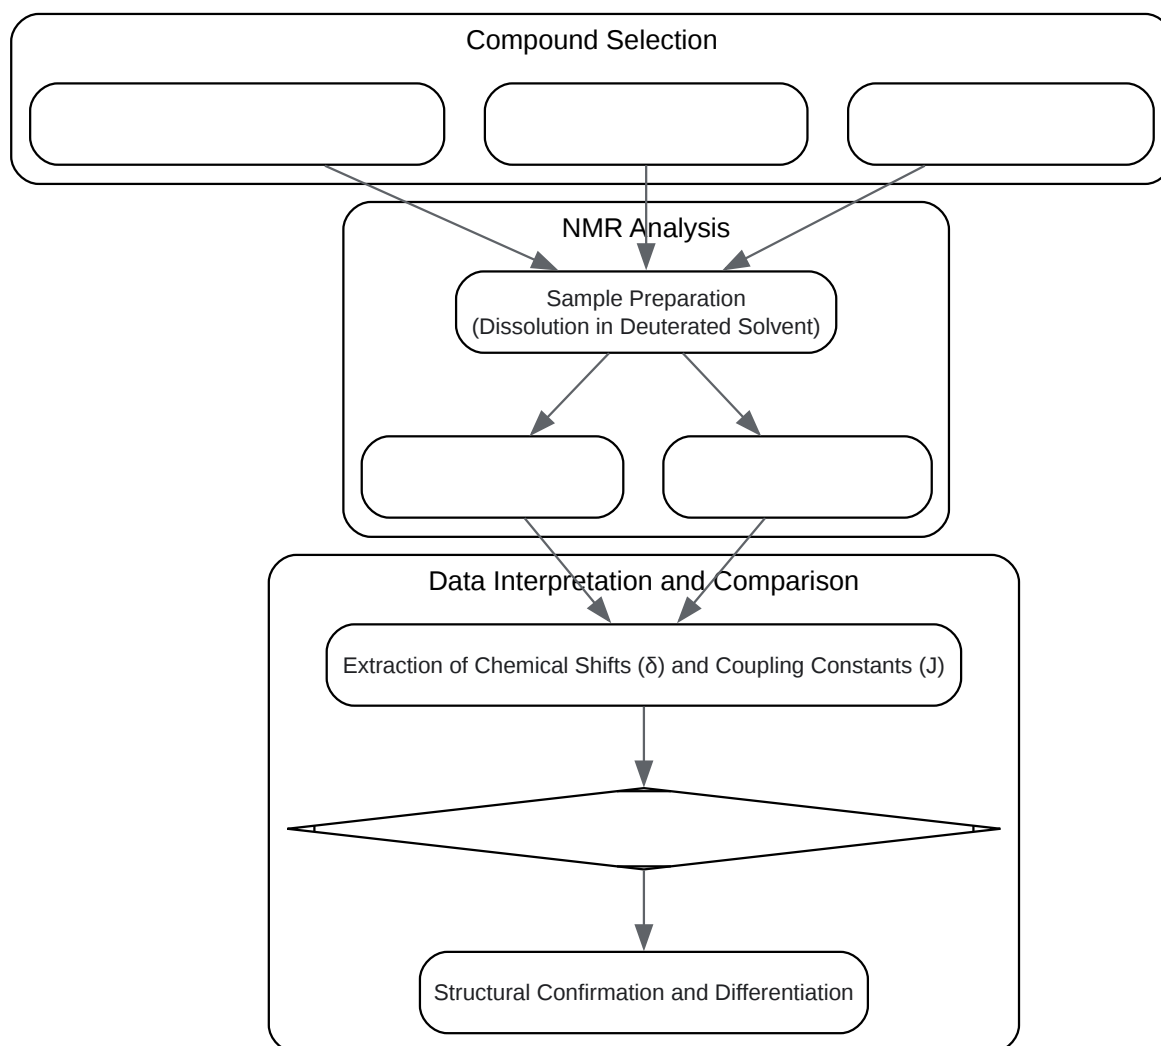 Compound Selection
NMR Analysis
Sample Preparation
(Dissolution in Deuterated Solvent)
Data Interpretation and Comparison
Extraction of Chemical Shifts (δ) and Coupling Constants (J)
Structural Confirmation and Differentiation